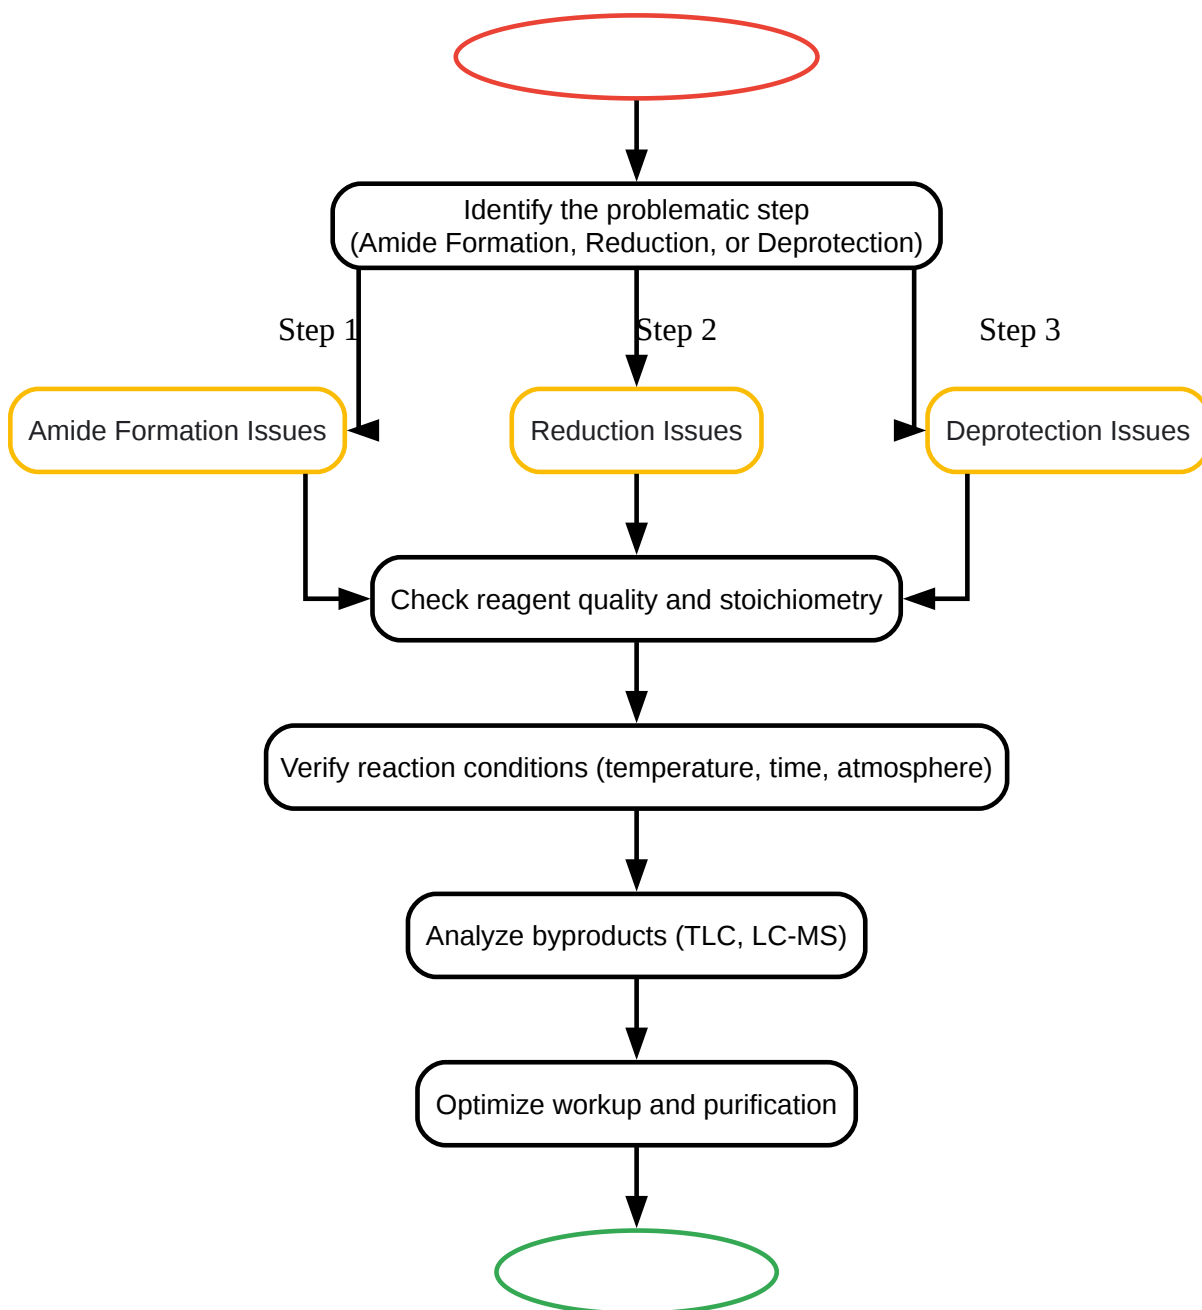 Identify the problematic step
(Amide Formation, Reduction, or Deprotection)
Step 1
Step 2
Step 3
Amide Formation Issues
Reduction Issues
Deprotection Issues
Check reagent quality and stoichiometry
Verify reaction conditions (temperature, time, atmosphere)
Analyze byproducts (TLC, LC-MS)
Optimize workup and purification